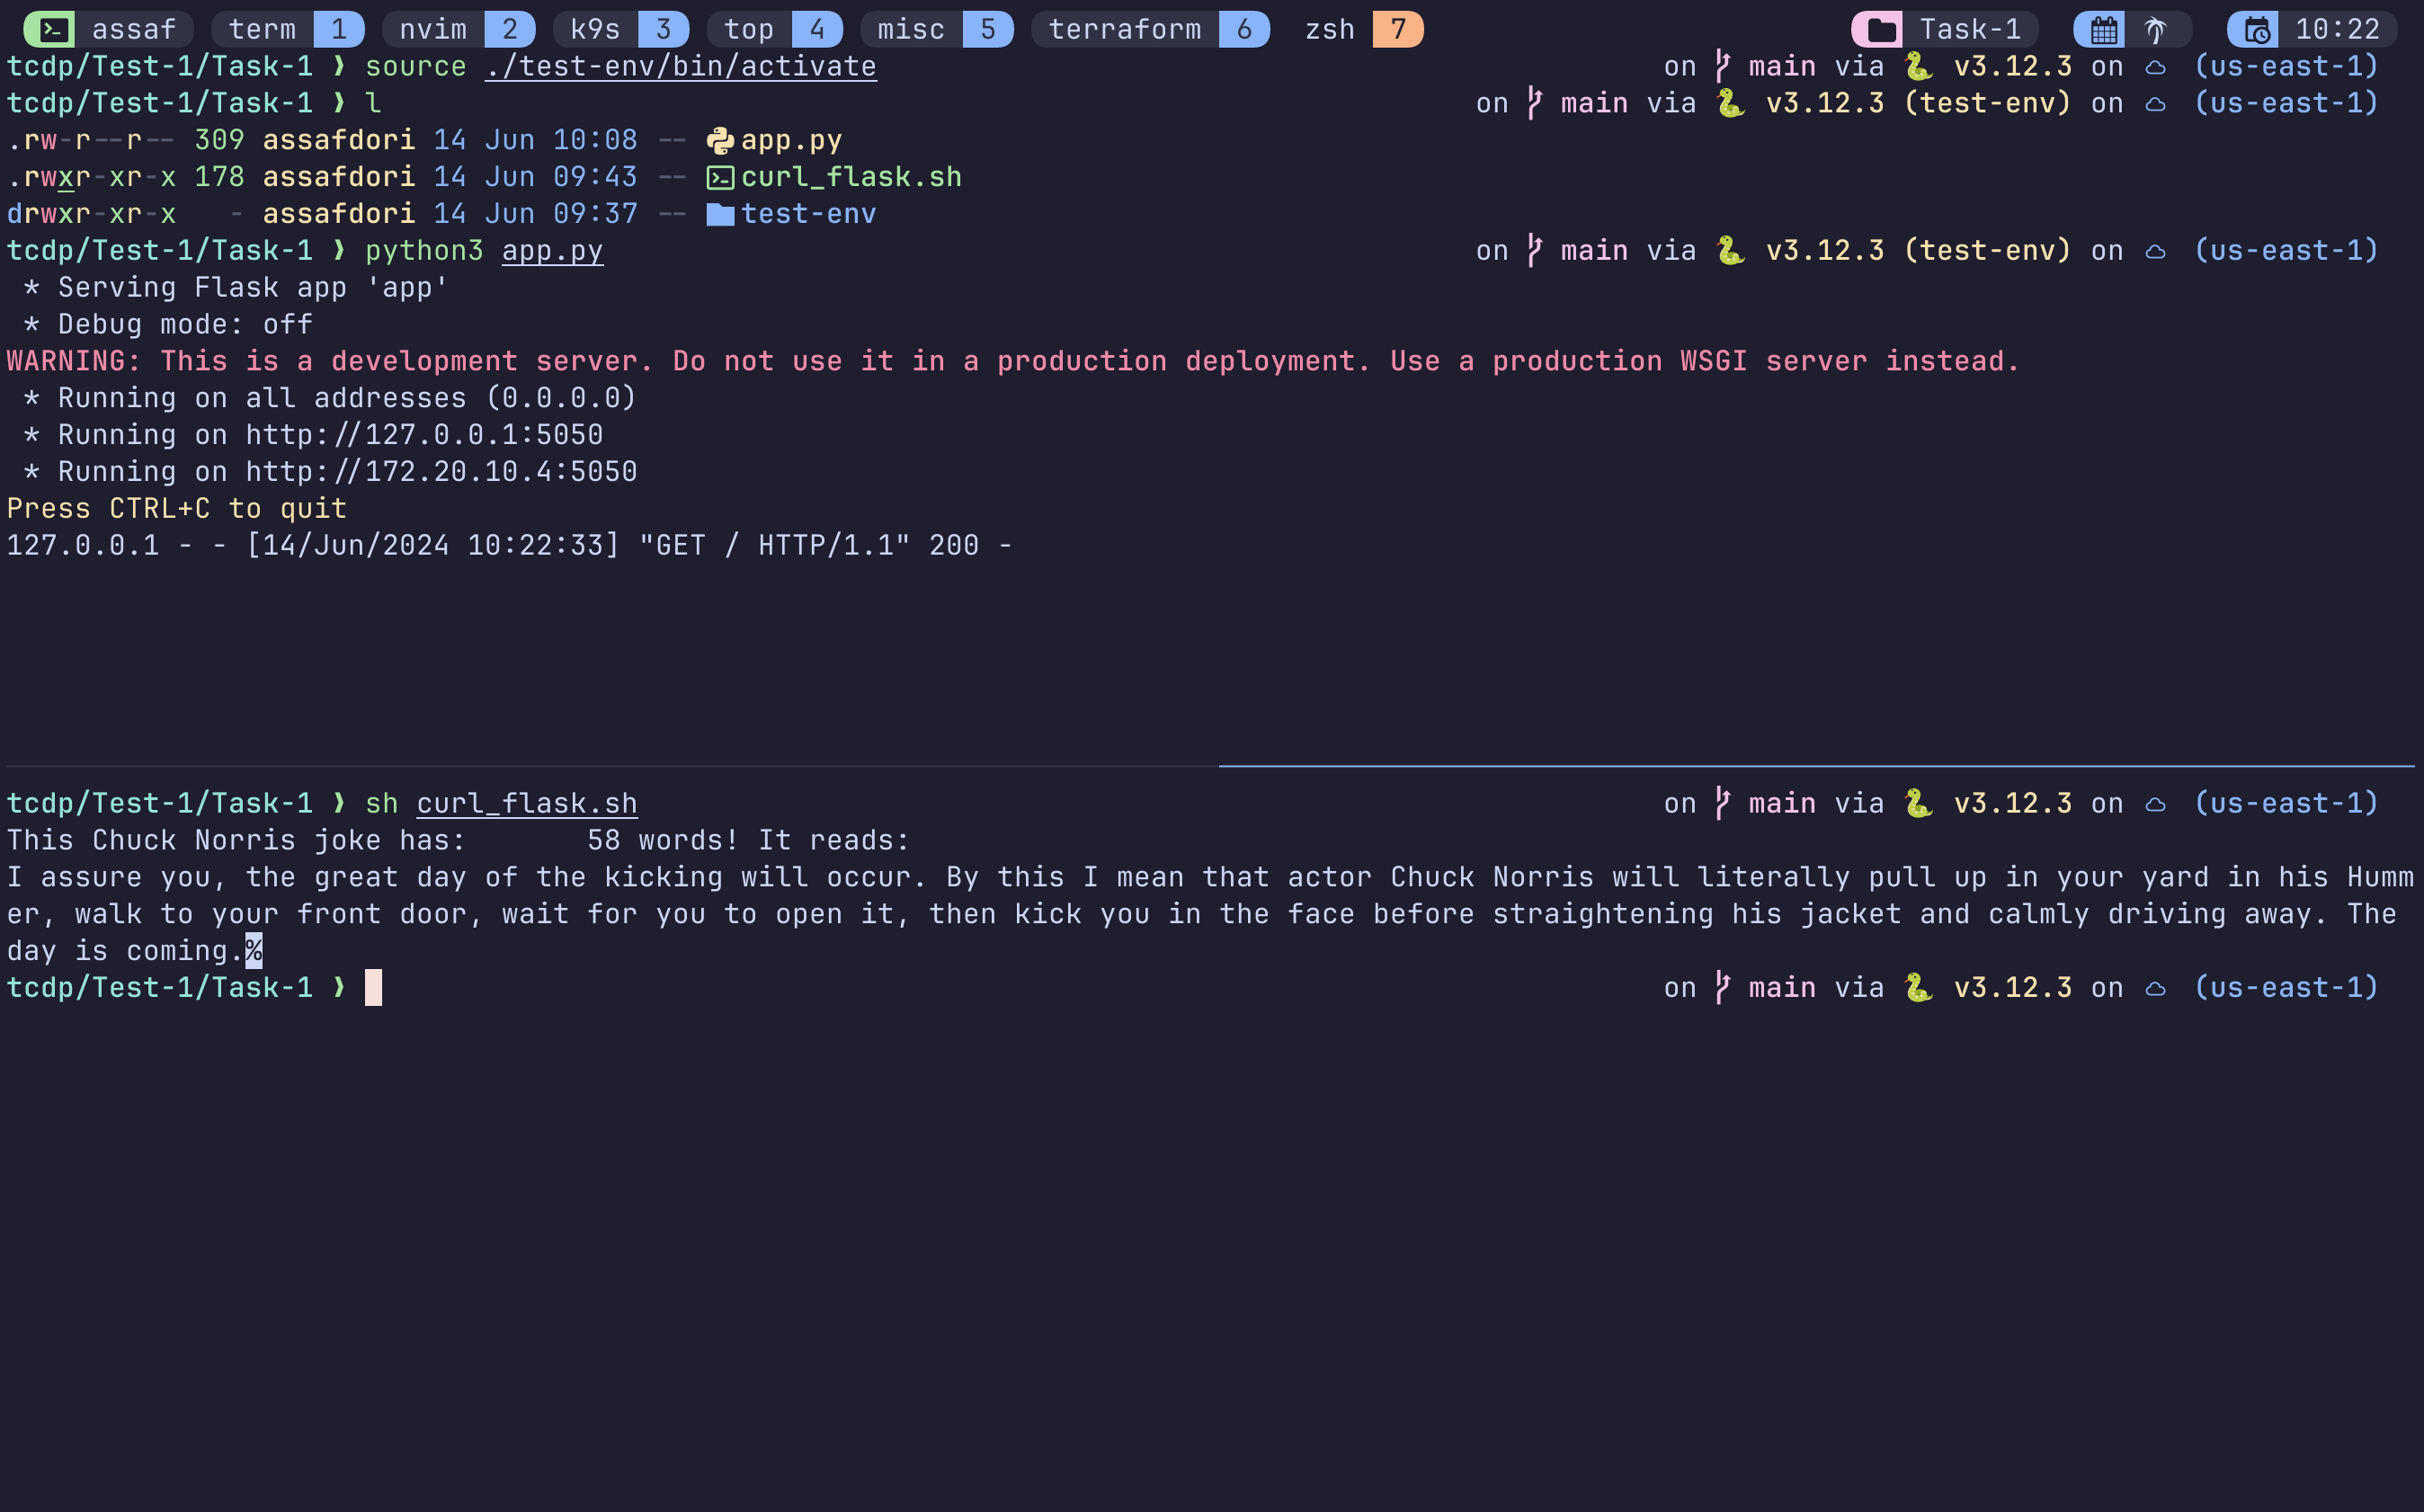 assaf term 1 nvim 2 k9s 3 top 4 misc 5 terraform 6 zsh 7 Task-1 10:22
tcdp/Test-1/Task-1 ❱ source ./test-env/bin/activate on main via 🐍 v3.12.3 on (us-east-1)
tcdp/Test-1/Task-1 ❱ l on main via 🐍 v3.12.3 (test-env) on (us-east-1)
.rw-r--r-- 309 assafdori 14 Jun 10:08 -- app.py
.rwxr-xr-x 178 assafdori 14 Jun 09:43 -- curl_flask.sh
drwxr-xr-x - assafdori 14 Jun 09:37 -- test-env
tcdp/Test-1/Task-1 ❱ python3 app.py on main via 🐍 v3.12.3 (test-env) on (us-east-1)
* Serving Flask app 'app'
* Debug mode: off
WARNING: This is a development server. Do not use it in a production deployment. Use a production WSGI server instead.
* Running on all addresses (0.0.0.0)
* Running on http://127.0.0.1:5050
* Running on http://172.20.10.4:5050
Press CTRL+C to quit
127.0.0.1 - - [14/Jun/2024 10:22:33] "GET / HTTP/1.1" 200 -
tcdp/Test-1/Task-1 ❱ sh curl_flask.sh on main via 🐍 v3.12.3 on (us-east-1)
This Chuck Norris joke has:       58 words! It reads:
I assure you, the great day of the kicking will occur. By this I mean that actor Chuck Norris will literally pull up in your yard in his Humm
er, walk to your front door, wait for you to open it, then kick you in the face before straightening his jacket and calmly driving away. The
day is coming.%
tcdp/Test-1/Task-1 ❱ on main via 🐍 v3.12.3 on (us-east-1)